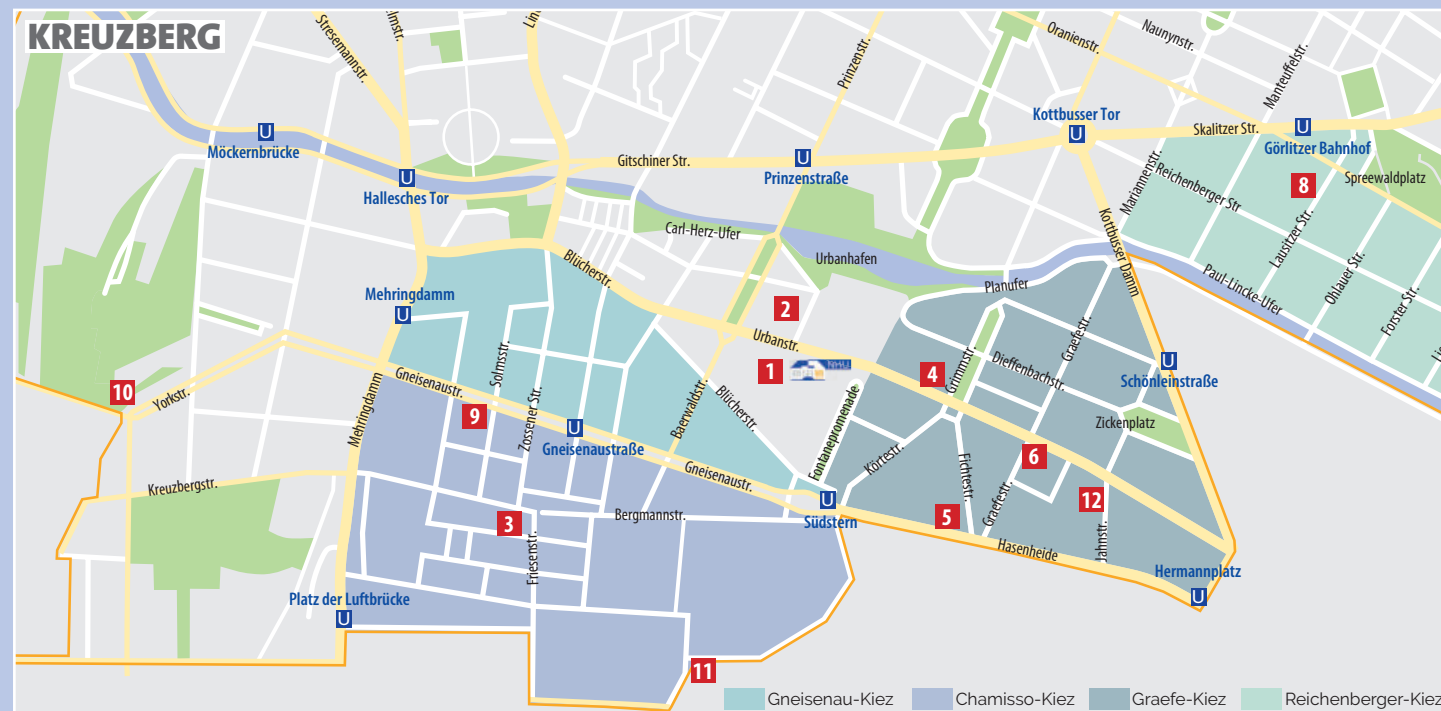 KREUZBERG
Stresemannstr.
Prinzenstr.
Oranienstr.
Naunynstr.
Manteuffelstr.
U
Möckernbrücke
U
Hallesches Tor
Gitschiner Str.
U
Prinzenstraße
Kottbusser Tor
U
Skalitzer Str.
U
Görlitzer Bahnhof
Mariannenstr.
Reichenberger Str
8
Spreewaldplatz
Lausitzer Str.
Ohlauer Str.
Forster Str.
Paul-Lincke-Ufer
Kottbusser Damm
Carl-Herz-Ufer
Urbanhafen
Planufer
Blücherstr.
Mehringdamm
U
2
Urbanstr.
1
4
Grimmstr.
Dieffenbachstr.
Graefestr.
U
Schönleinstraße
Zickenplatz
10
Yorkstr.
Mehringdamm
Gneisenaustr.
Solmsstr.
9
Zossener Str.
U
Gneisenaustraße
Baerwaldstr.
Blücherstr.
Gneisenaustr.
Fontanepromenade
Körtestr.
Fichtestr.
Graefestr.
6
12
Jahnstr.
5
Hasenheide
U
Südstern
Kreuzbergstr.
3
Bergmannstr.
Friesenstr.
Hermannplatz
U
Platz der Luftbrücke
U
11
Gneisenau-Kiez
Chamisso-Kiez
Graefe-Kiez
Reichenberger-Kiez